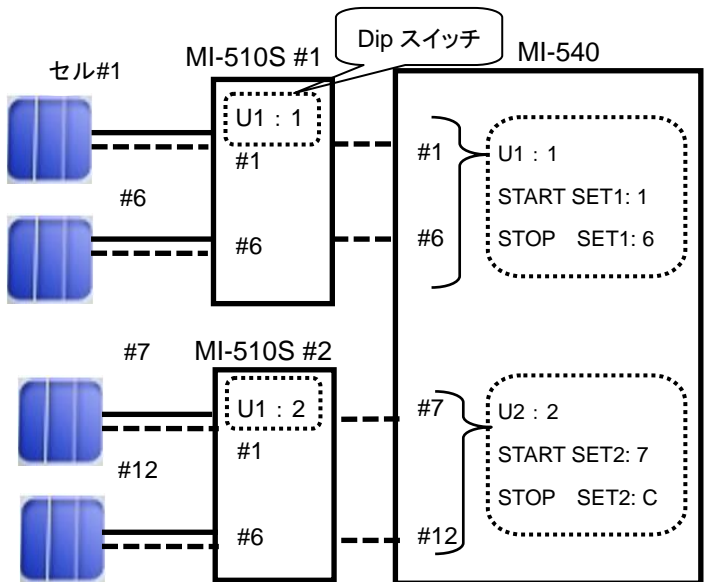 Dip スイッチ
セル#1
MI-510S #1
MI-540
U1：1
#1
#6
#6
#1
#6
U1：1
START SET1: 1
STOP SET1: 6
#7
MI-510S #2
U1：2
#1
#12
#6
#7
#12
U2：2
START SET2: 7
STOP SET2: C